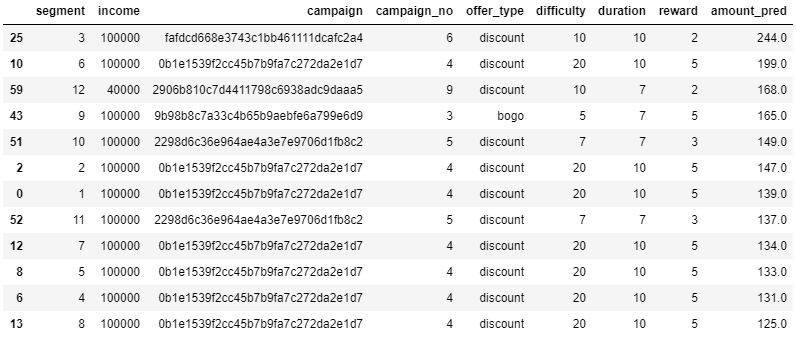 segment income campaign campaign_no offer_type difficulty duration reward amount_pred
25 3 100000 fafdcd668e3743c1bb461111dcafc2a4 6 discount 10 10 2 244.0
10 6 100000 0b1e1539f2cc45b7b9fa7c272da2e1d7 4 discount 20 10 5 199.0
59 12 40000 2906b810c7d4411798c6938adc9daaa5 9 discount 10 7 2 168.0
43 9 100000 9b98b8c7a33c4b65b9aebfe6a799e6d9 3 bogo 5 7 5 165.0
51 10 100000 2298d6c36e964ae4a3e7e9706d1fb8c2 5 discount 7 7 3 149.0
2 2 100000 0b1e1539f2cc45b7b9fa7c272da2e1d7 4 discount 20 10 5 147.0
0 1 100000 0b1e1539f2cc45b7b9fa7c272da2e1d7 4 discount 20 10 5 139.0
52 11 100000 2298d6c36e964ae4a3e7e9706d1fb8c2 5 discount 7 7 3 137.0
12 7 100000 0b1e1539f2cc45b7b9fa7c272da2e1d7 4 discount 20 10 5 134.0
8 5 100000 0b1e1539f2cc45b7b9fa7c272da2e1d7 4 discount 20 10 5 133.0
6 4 100000 0b1e1539f2cc45b7b9fa7c272da2e1d7 4 discount 20 10 5 131.0
13 8 100000 0b1e1539f2cc45b7b9fa7c272da2e1d7 4 discount 20 10 5 125.0